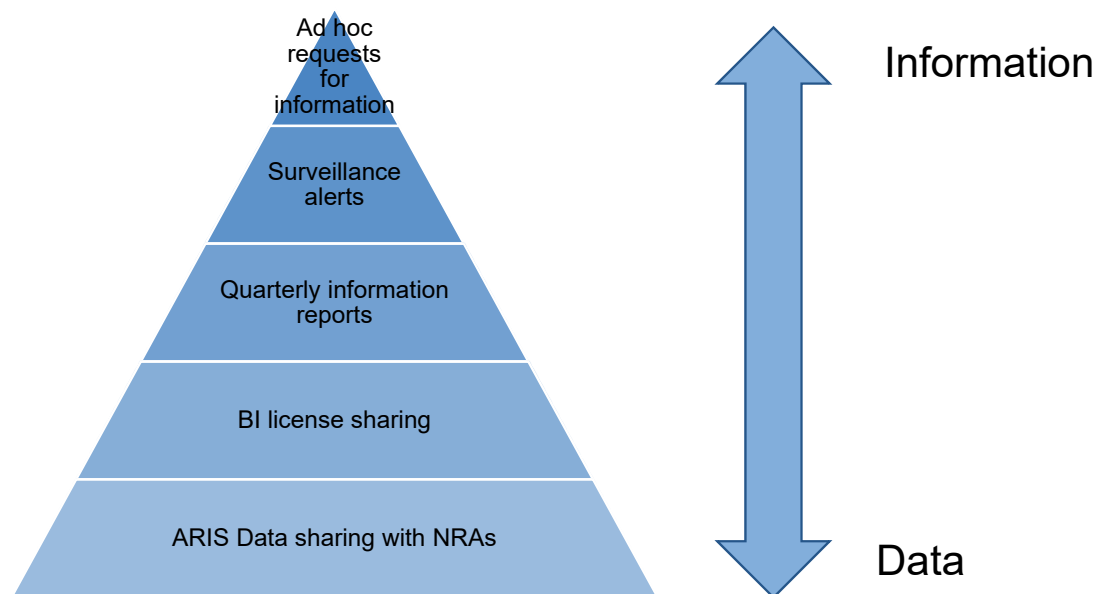 Ad hoc
requests
for
information
Information
Surveillance
alerts
Quarterly information
reports
BI license sharing
ARIS Data sharing with NRAs
Data